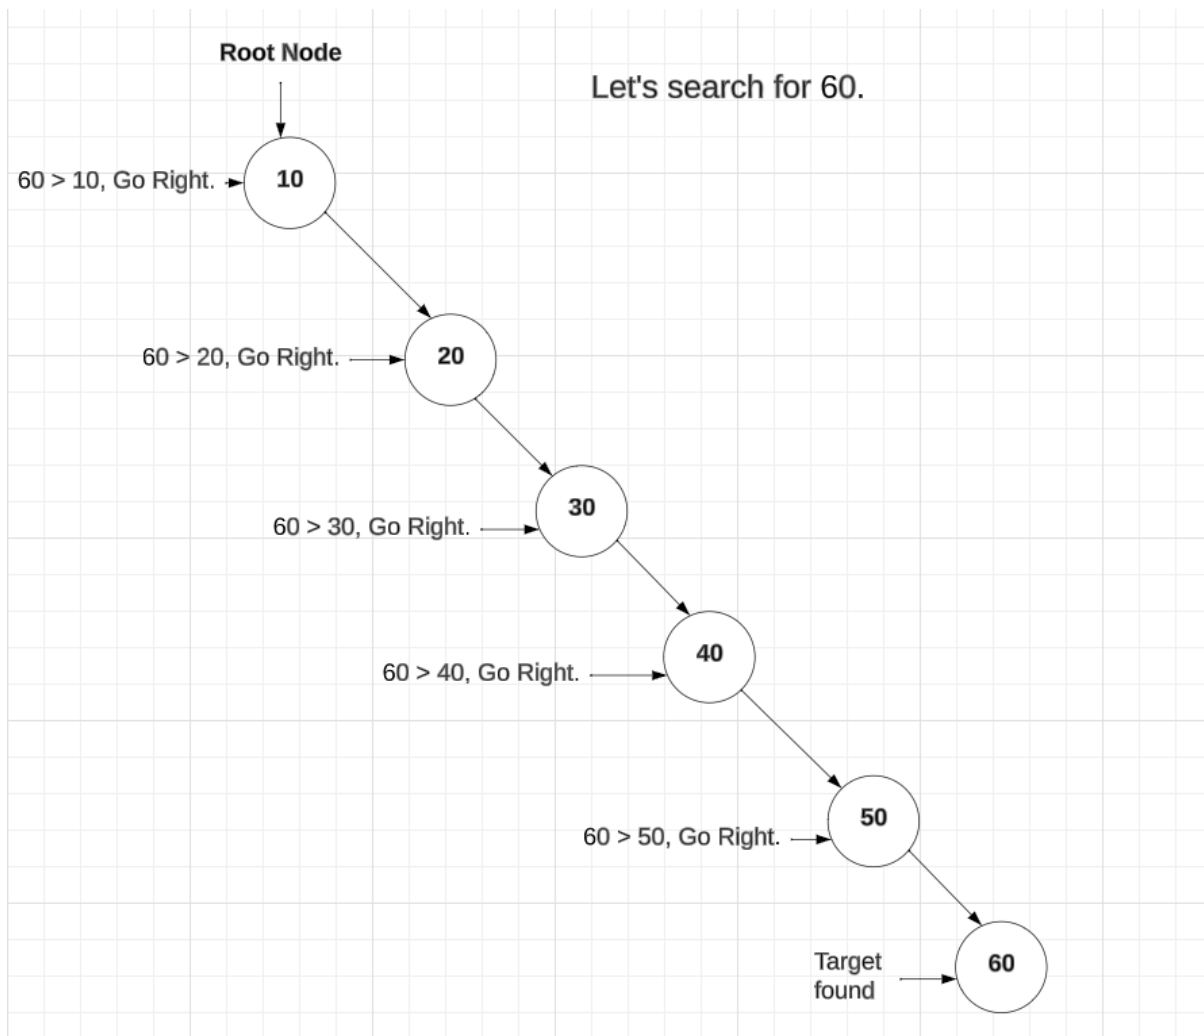 Root Node
Let's search for 60.
60 > 10, Go Right.
10
60 > 20, Go Right.
20
60 > 30, Go Right.
30
60 > 40, Go Right.
40
60 > 50, Go Right.
50
Target
found
60